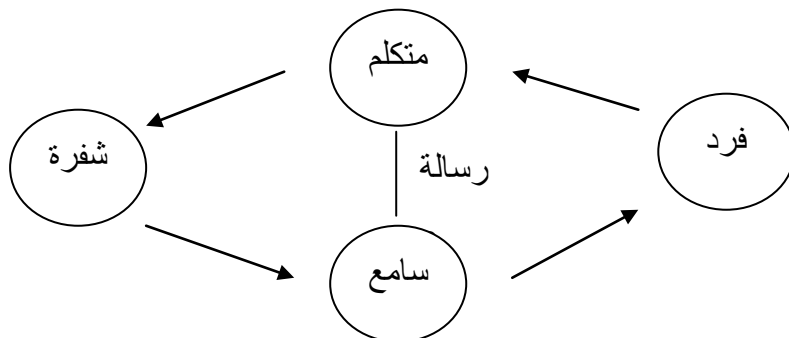 متكلم
فرد
شفرة
رسالة
سامع